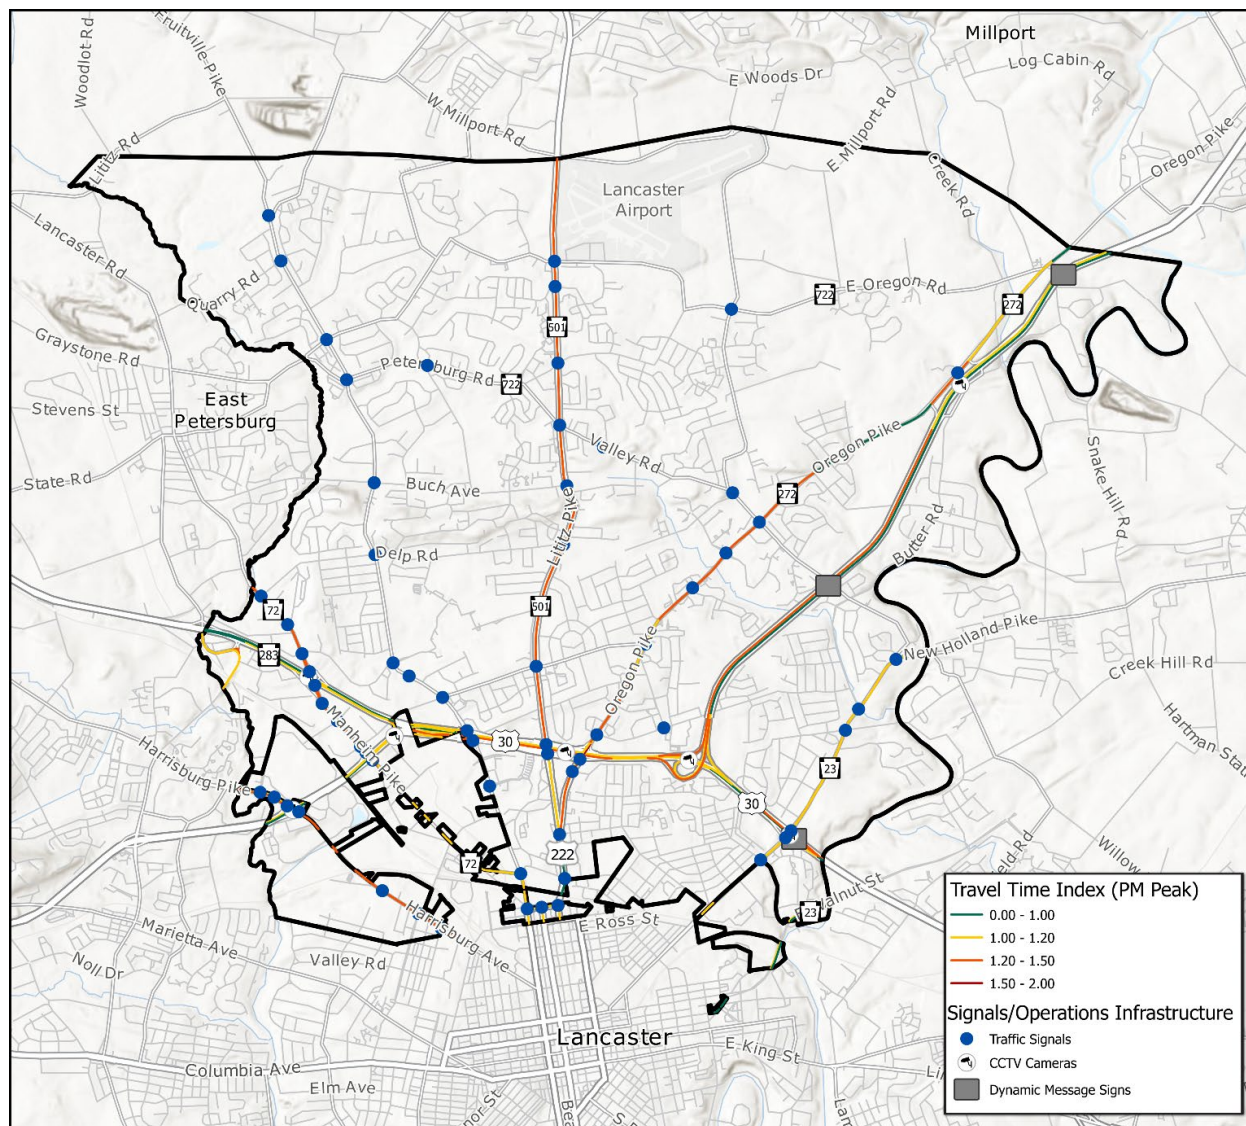 Millport
Woodlot Rd
Fruitville Pike
E Woods Dr
Log Cabin Rd
W Millport Rd
E Millport Rd
Oregon Pike
Lititz Rd
Creek Rd
Lancaster
Airport
Lancaster Rd
Quarry Rd
E Oregon Rd
722
272
501
Graystone Rd
Petersburg Rd
722
East
Petersburg
Stevens St
Valley Rd
Oregon Pike
State Rd
Buch Ave
272
Snake Hill Rd
Lititz Pike
Butter Rd
Delp Rd
72
501
New Holland Pike
283
Oregon Pike
Creek Hill Rd
Manheim Pike
30
Harrisburg Pike
23
30
72
222
Willow
Walnut St
23
Harrisburg Ave
E Ross St
Marietta Ave
Valley Rd
Noll Dr
Lancaster
E King St
Columbia Ave
Elm Ave
Travel Time Index (PM Peak)
0.00 - 1.00
1.00 - 1.20
1.20 - 1.50
1.50 - 2.00
Signals/Operations Infrastructure
Traffic Signals
CCTV Cameras
Dynamic Message Signs